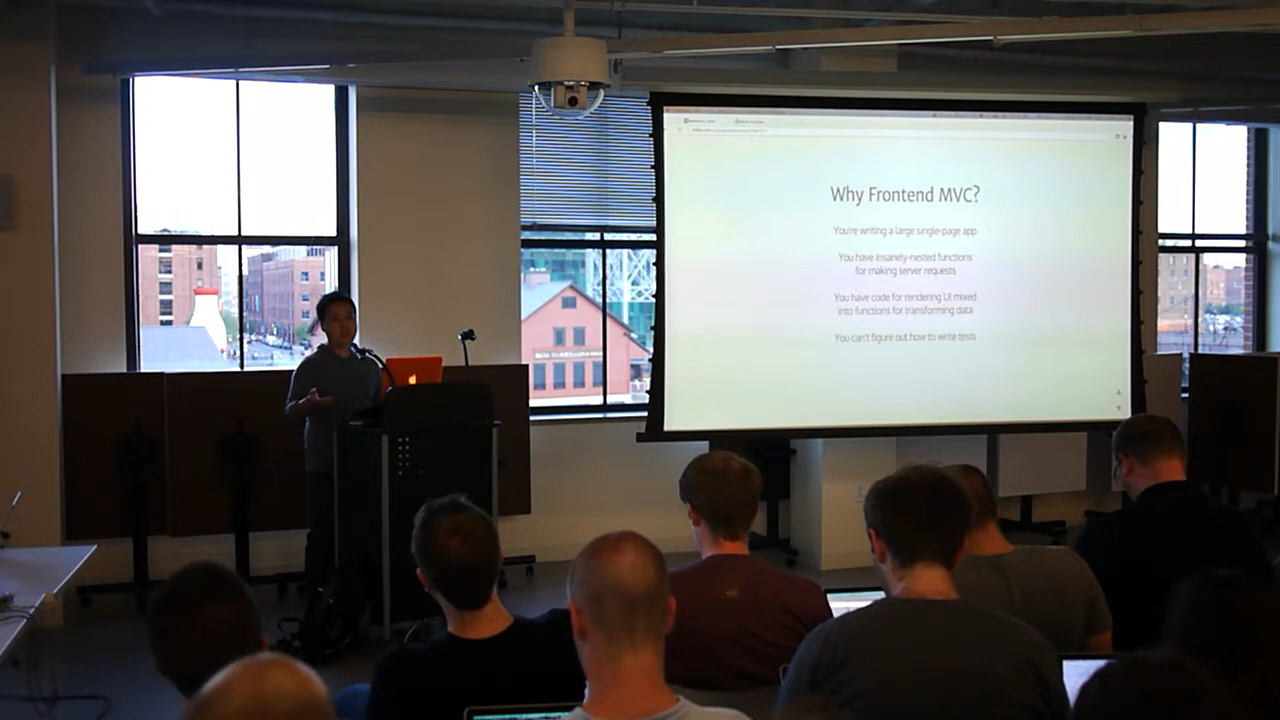 Why Frontend MVC?
You're writing a large single-page app
You have insanely-nested functions
for making server requests
You have code for rendering UI mixed
into functions for transforming data
You can't figure out how to write tests